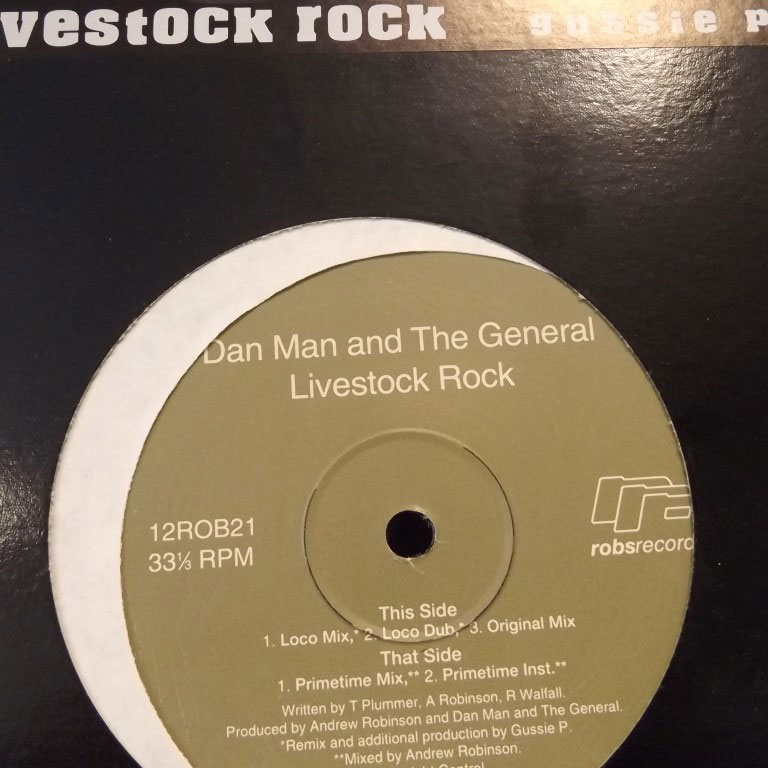 vestock rock gussie p
Dan Man and The General
Livestock Rock
12ROB21
33⅓ RPM
robsrecord
This Side
1. Loco Mix,* 2. Loco Dub,* 3. Original Mix
That Side
1. Primetime Mix,** 2. Primetime Inst.**
Written by T Plummer, A Robinson, R Walfall.
Produced by Andrew Robinson and Dan Man and The General.
*Remix and additional production by Gussie P.
**Mixed by Andrew Robinson.
Control